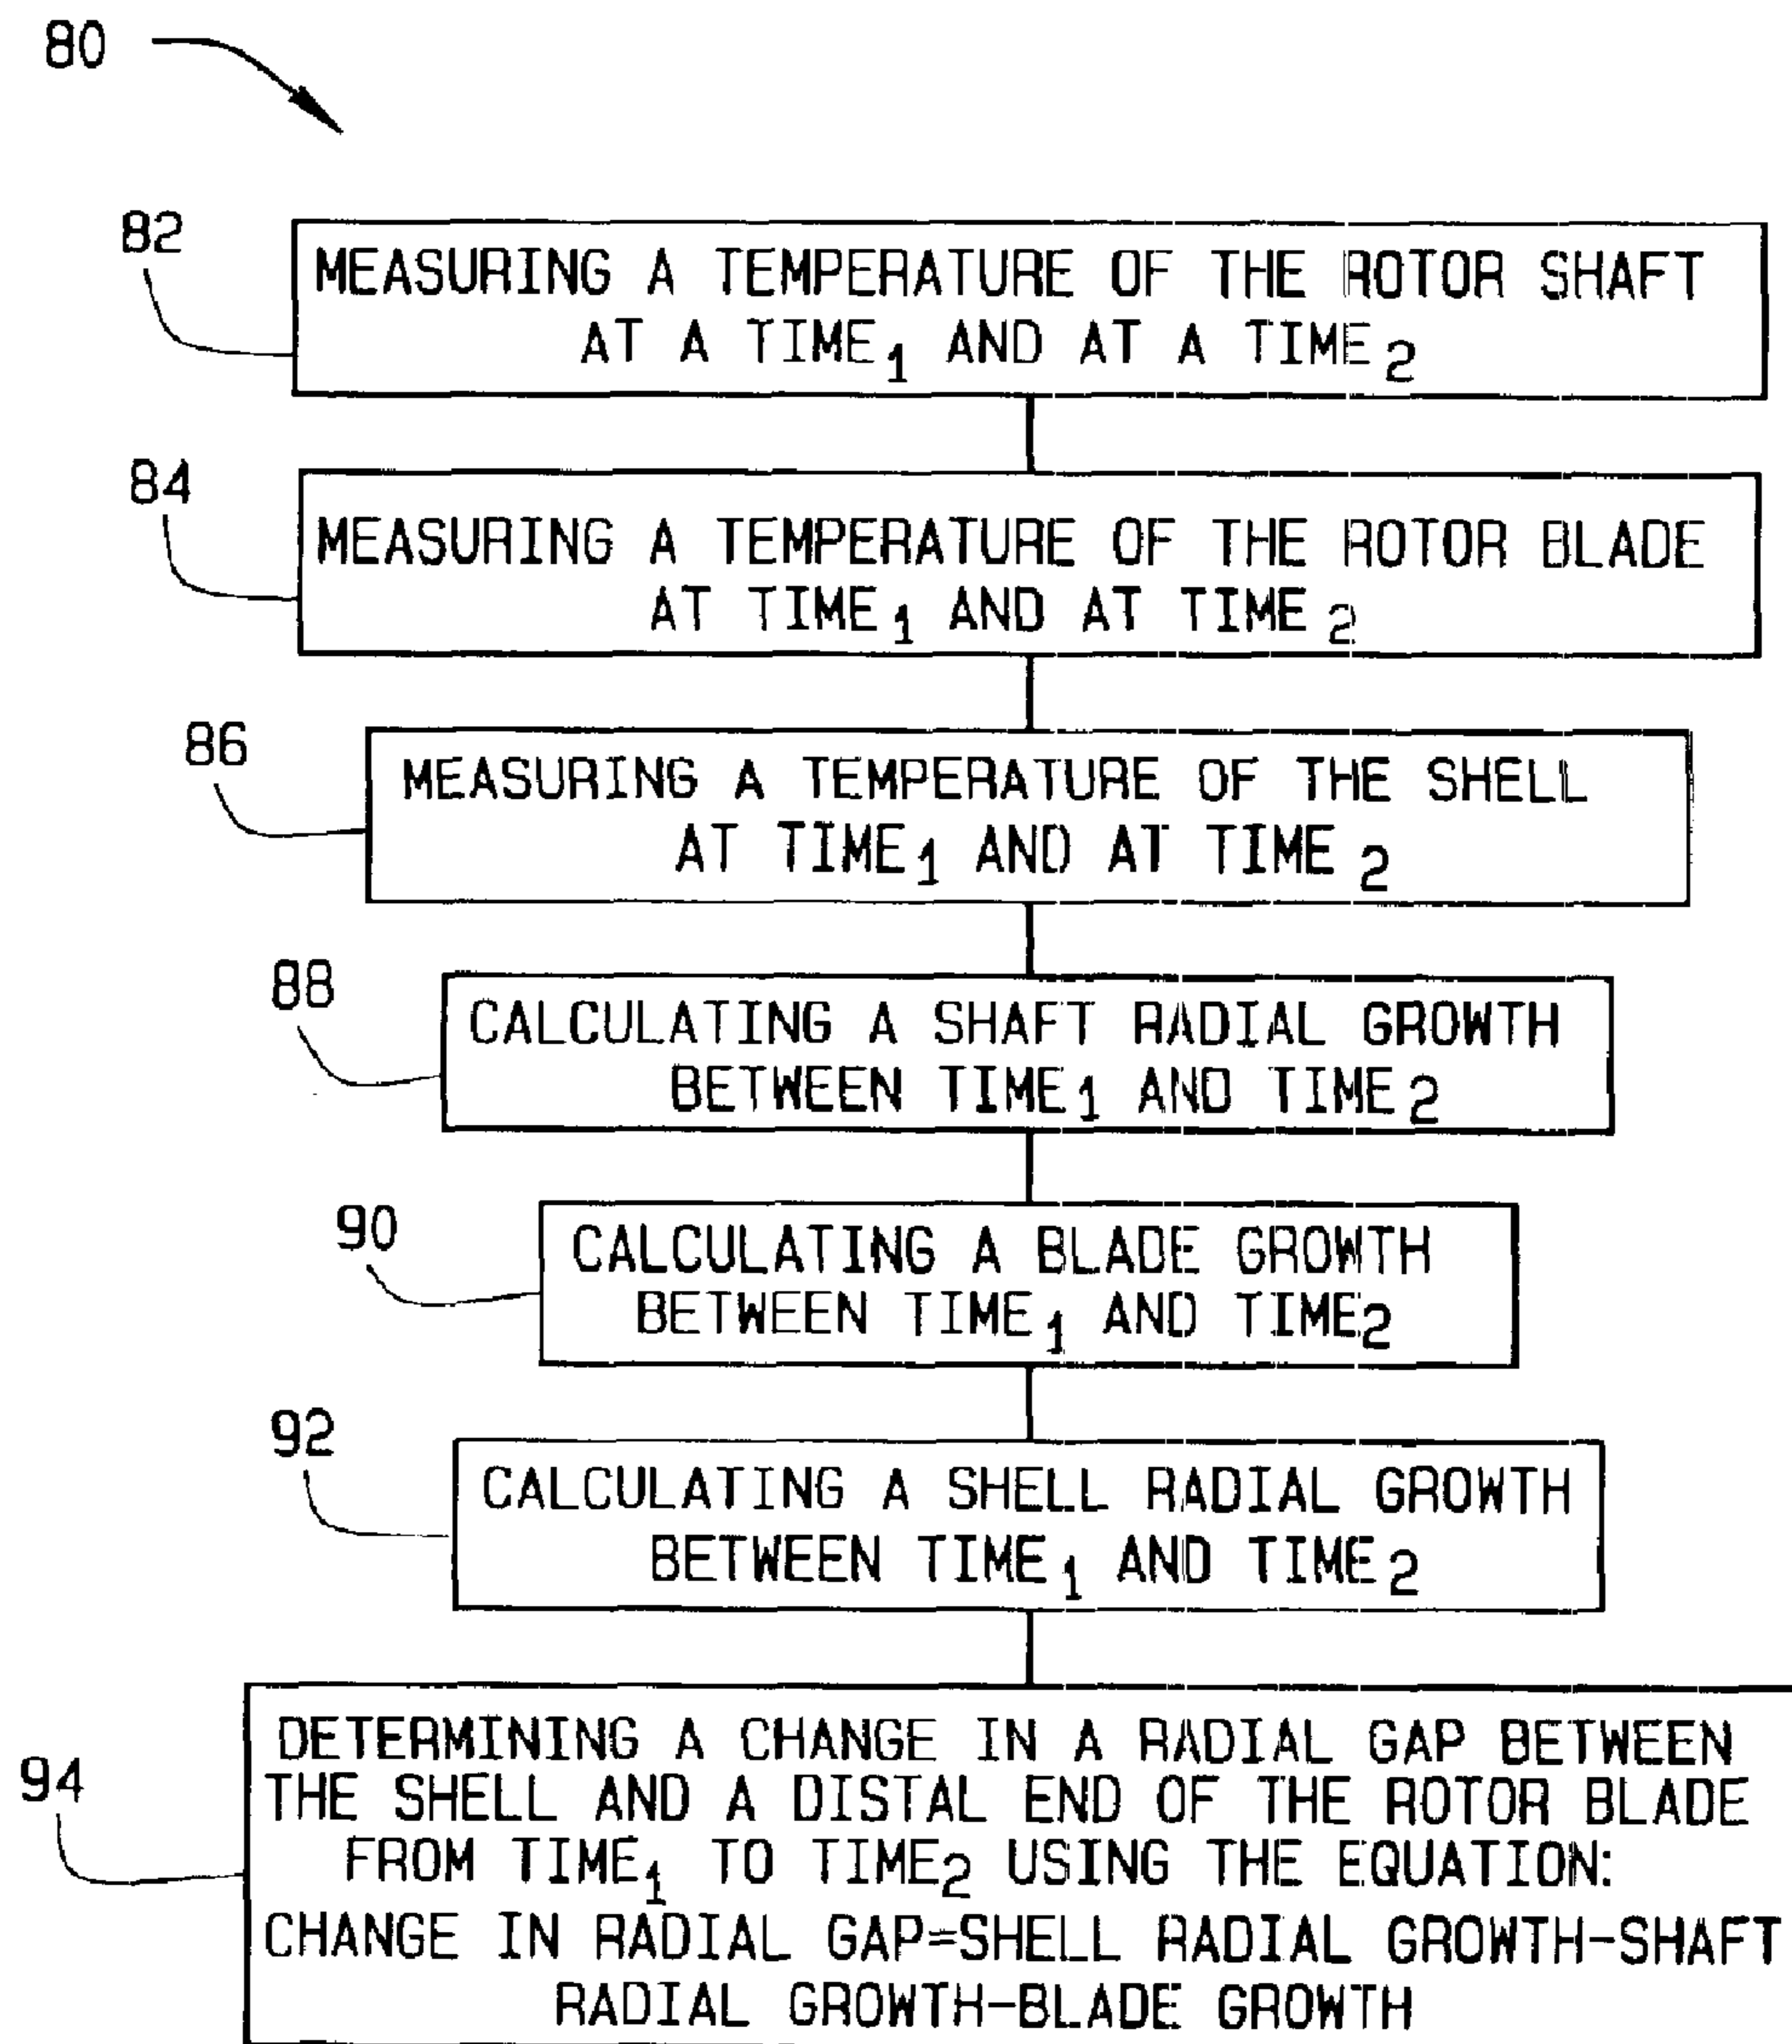 80
82
MEASURING A TEMPERATURE OF THE ROTOR SHAFT
AT A TIME₁ AND AT A TIME₂
84
MEASURING A TEMPERATURE OF THE ROTOR BLADE
AT TIME₁ AND AT TIME₂
86
MEASURING A TEMPERATURE OF THE SHELL
AT TIME₁ AND AT TIME₂
88
CALCULATING A SHAFT RADIAL GROWTH
BETWEEN TIME₁ AND TIME₂
90
CALCULATING A BLADE GROWTH
BETWEEN TIME₁ AND TIME₂
92
CALCULATING A SHELL RADIAL GROWTH
BETWEEN TIME₁ AND TIME₂
94
DETERMINING A CHANGE IN A RADIAL GAP BETWEEN
THE SHELL AND A DISTAL END OF THE ROTOR BLADE
FROM TIME₁ TO TIME₂ USING THE EQUATION:
CHANGE IN RADIAL GAP=SHELL RADIAL GROWTH-SHAFT
RADIAL GROWTH-BLADE GROWTH